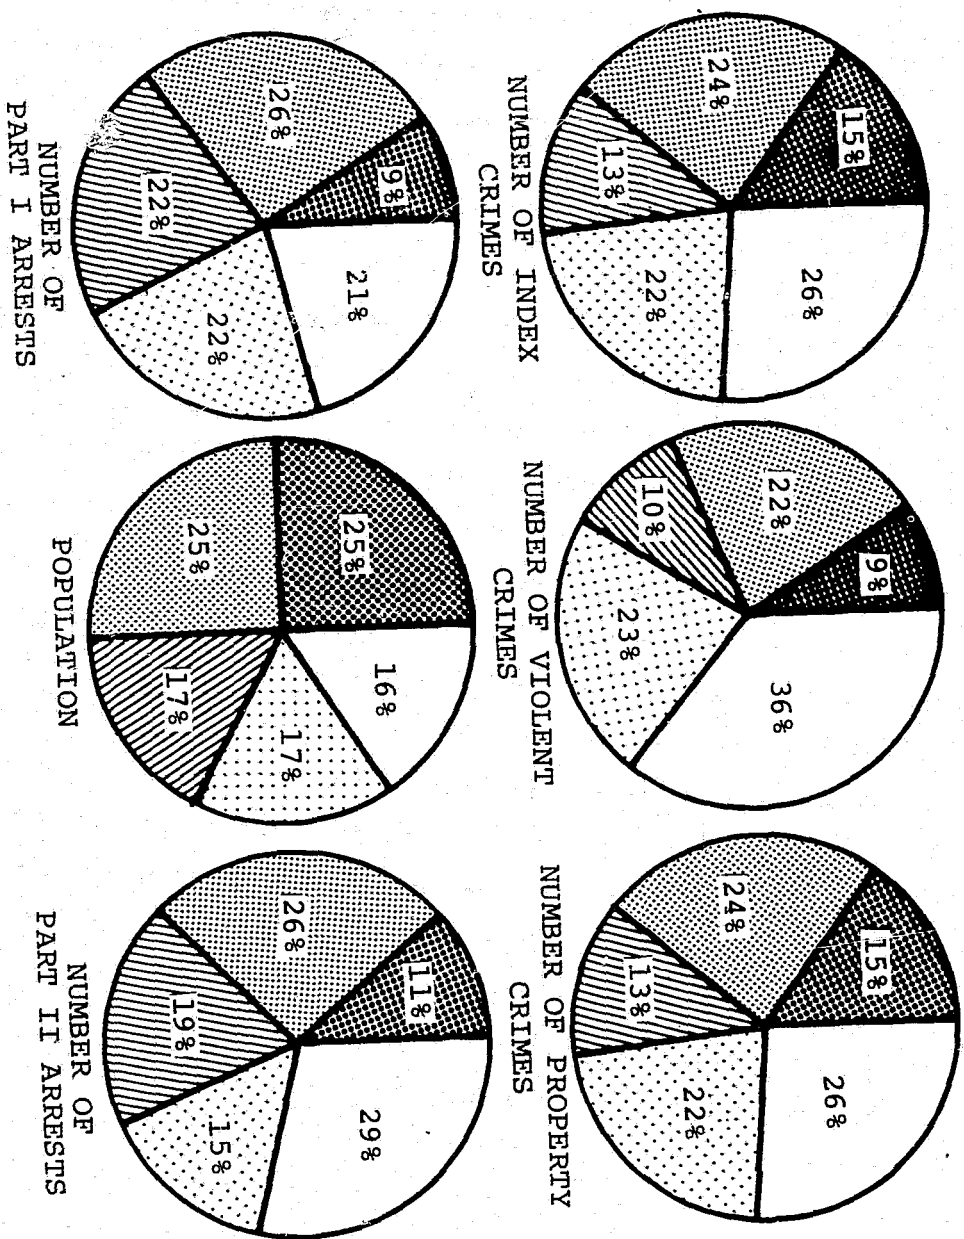 15%
26%
24%
22%
13%
NUMBER OF INDEX
CRIMES
9%
36%
22%
23%
10%
NUMBER OF VIOLENT
CRIMES
15%
26%
24%
22%
13%
NUMBER OF PROPERTY
CRIMES
9%
21%
26%
22%
22%
NUMBER OF
PART I ARRESTS
25%
16%
17%
25%
17%
POPULATION
11%
29%
26%
15%
19%
NUMBER OF
PART II ARRESTS